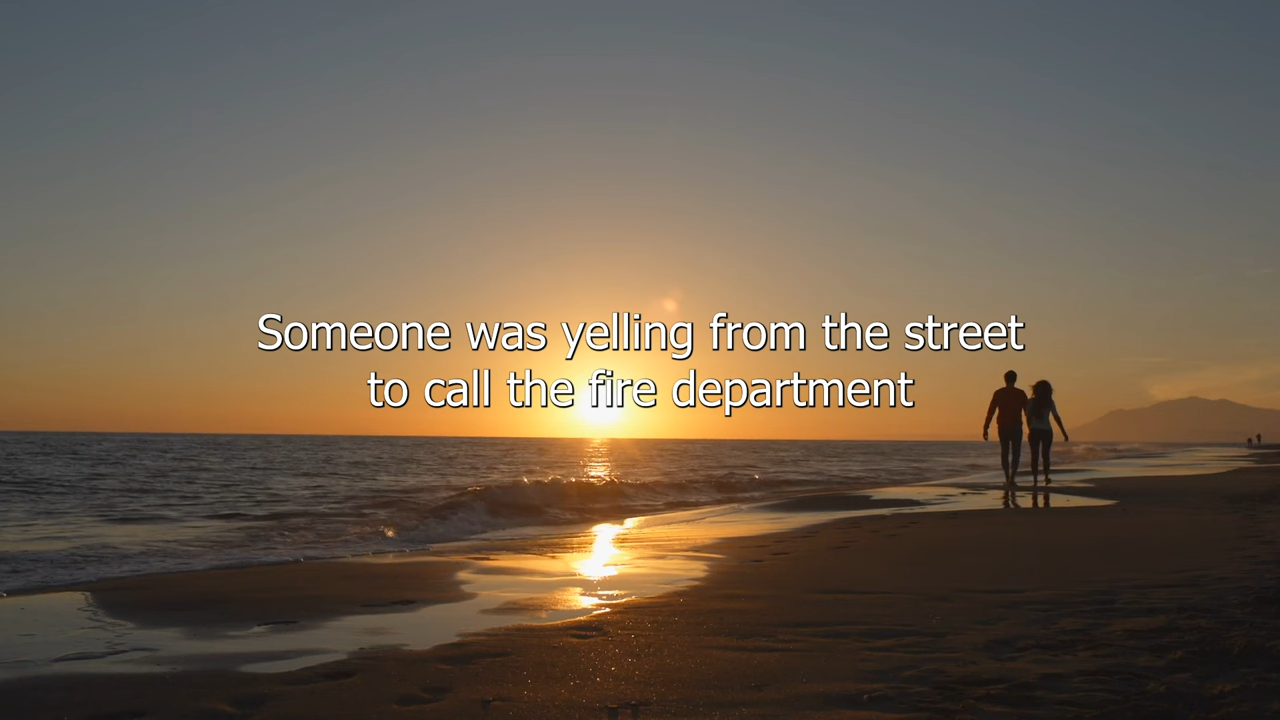 Someone was yelling from the street
to call the fire department